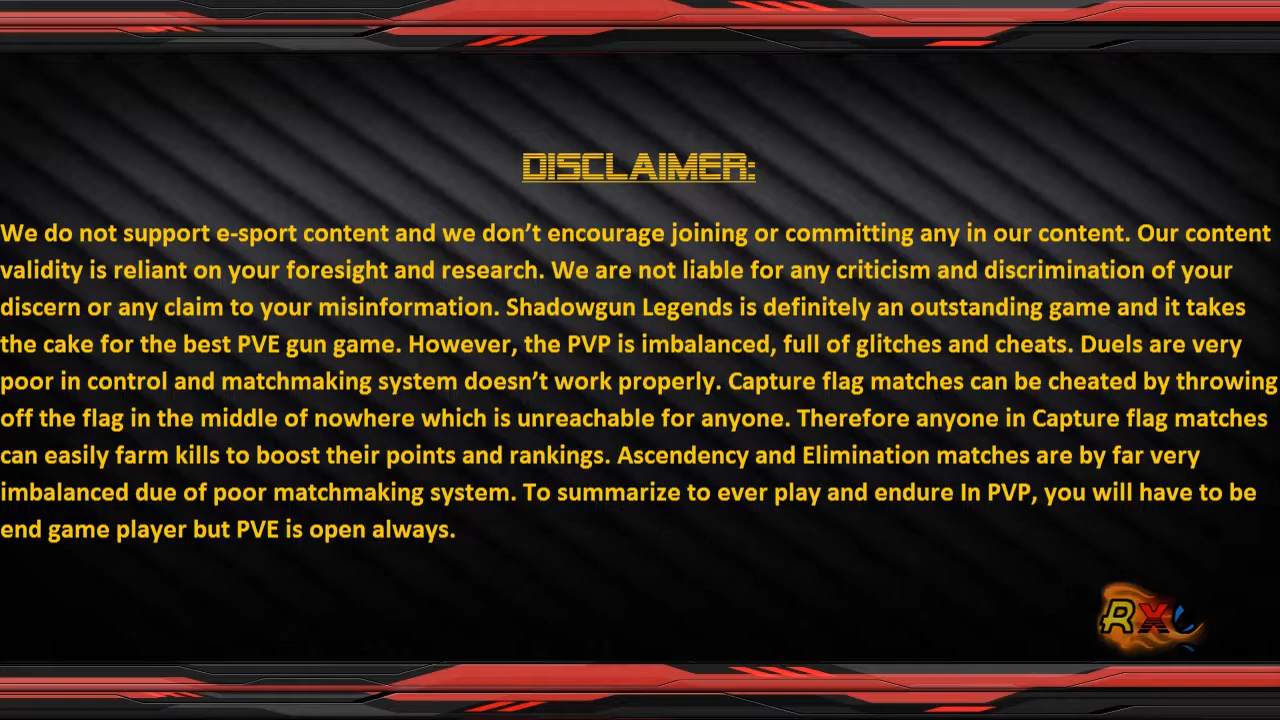 DISCLAIMER:
We do not support e-sport content and we don’t encourage joining or committing any in our content. Our content
validity is reliant on your foresight and research. We are not liable for any criticism and discrimination of your
discern or any claim to your misinformation. Shadowgun Legends is definitely an outstanding game and it takes
the cake for the best PVE gun game. However, the PVP is imbalanced, full of glitches and cheats. Duels are very
poor in control and matchmaking system doesn’t work properly. Capture flag matches can be cheated by throwing
off the flag in the middle of nowhere which is unreachable for anyone. Therefore anyone in Capture flag matches
can easily farm kills to boost their points and rankings. Ascendency and Elimination matches are by far very
imbalanced due of poor matchmaking system. To summarize to ever play and endure In PVP, you will have to be
end game player but PVE is open always.
RX